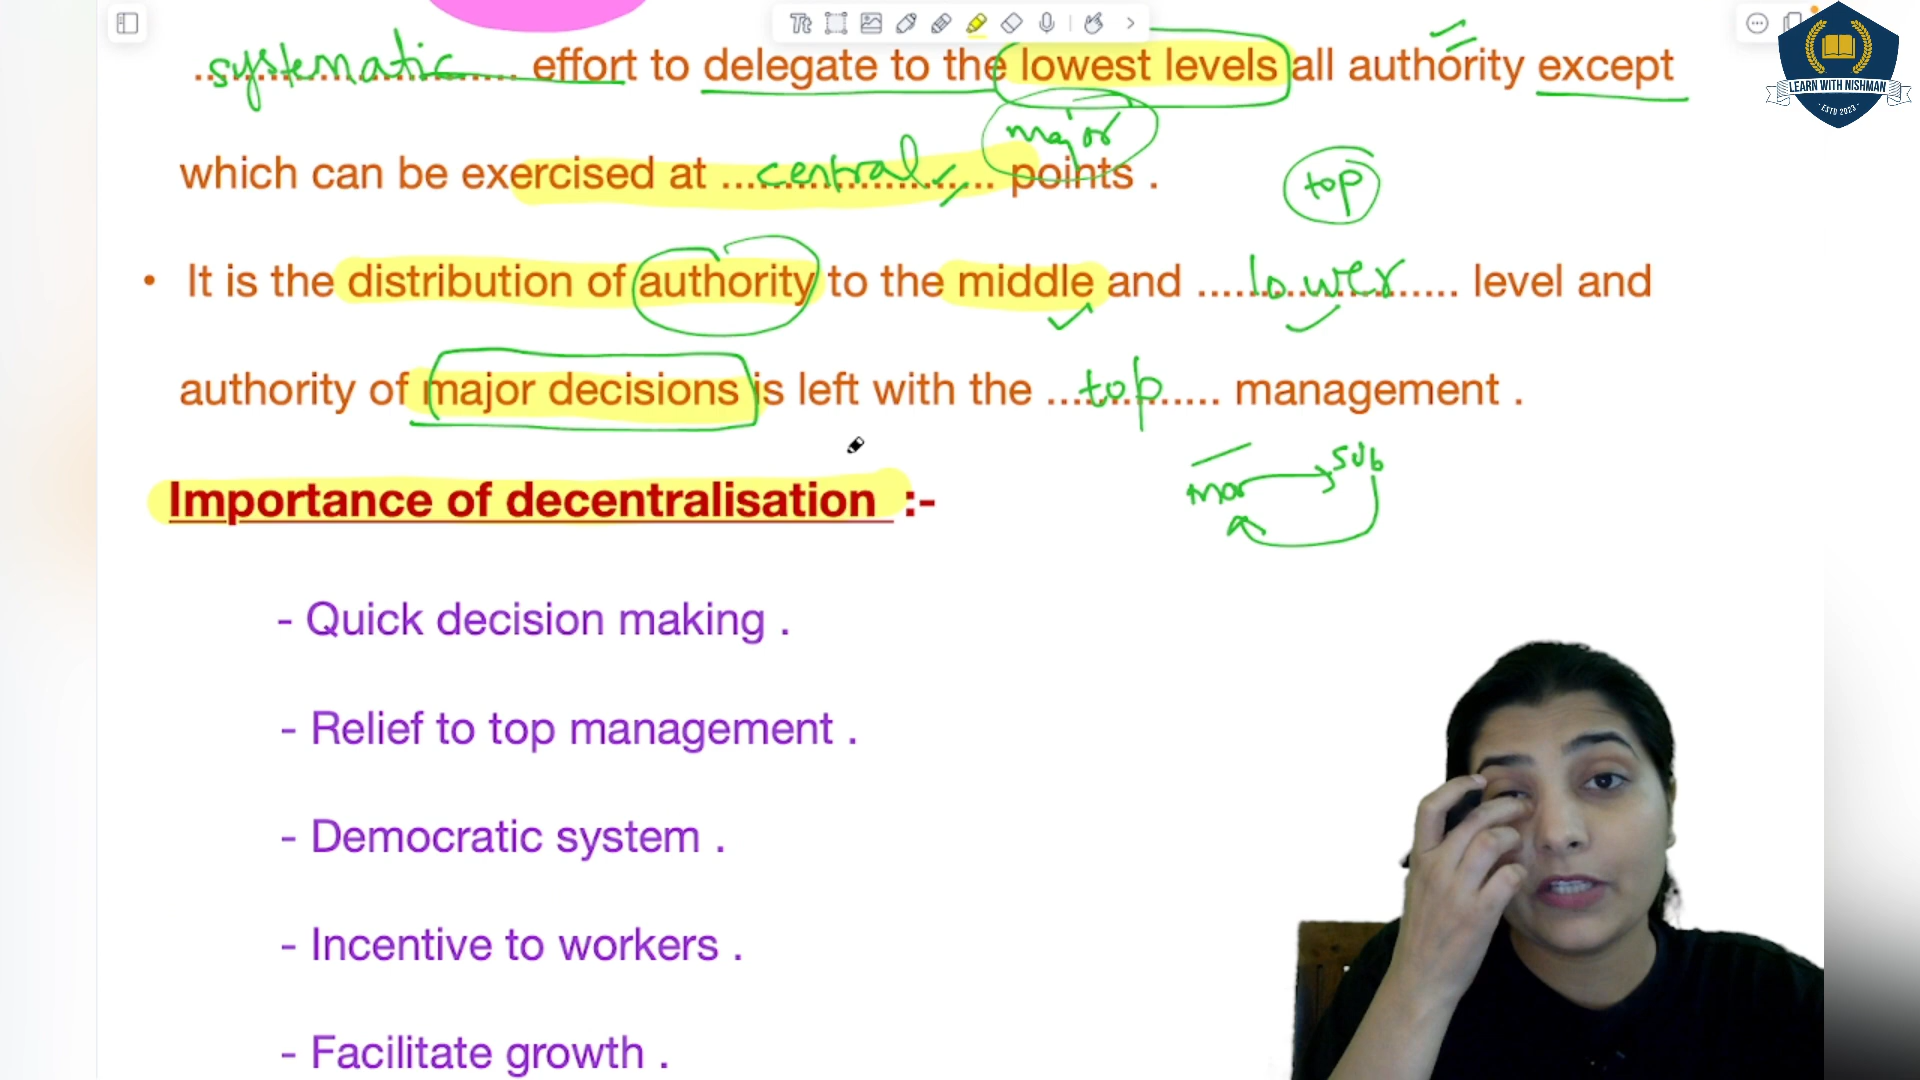 systematic effort to delegate to the lowest levels all authority except
LEARN WITH NISHMAN
ESTD 2023
major
which can be exercised at ....central.... points .
top
• It is the distribution of authority to the middle and ....lower.... level and
authority of major decisions is left with the ...top..... management .
sub
Importance of decentralisation :-
- Quick decision making .
- Relief to top management .
- Democratic system .
- Incentive to workers .
- Facilitate growth .